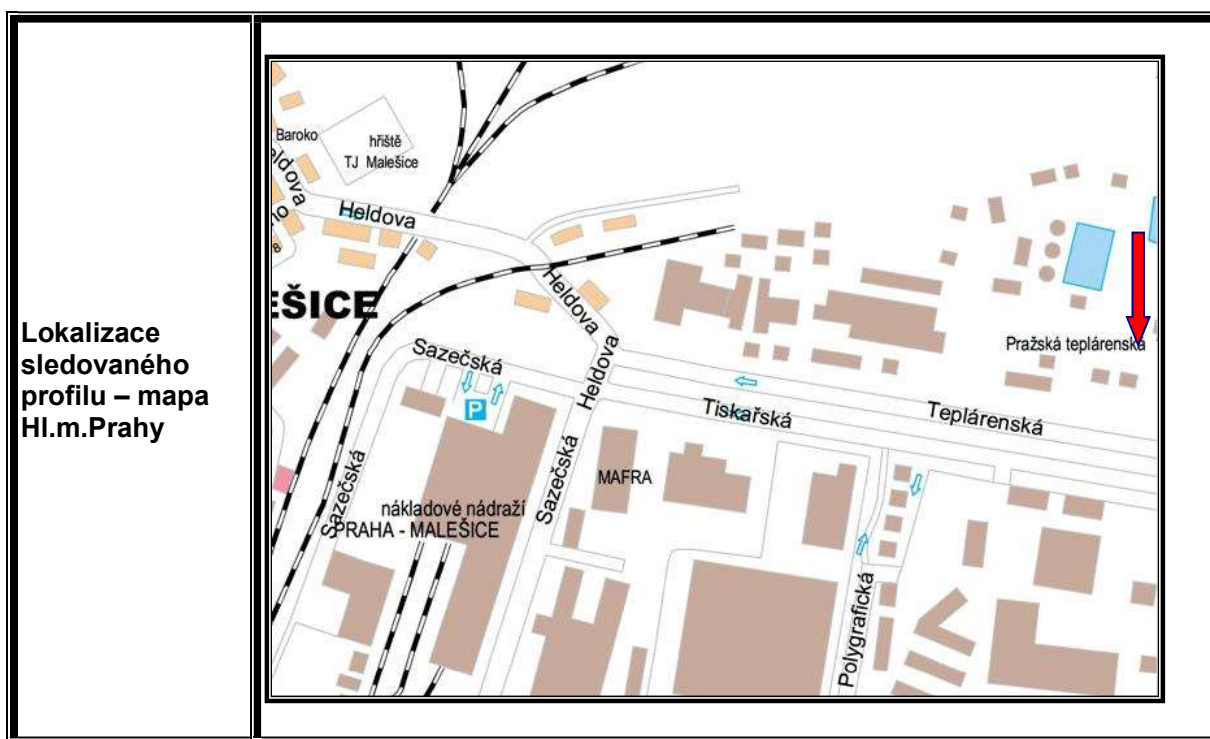 Lokalizace
sledovaného
profilu – mapa
Hl.m.Prahy
Baroko
hřiště
TJ Malešice
Heldova
8
EŠICE
Heldova
Heldova
Sazečská
P
Sazečská
Sazečská
nákladové nádraží
PRAHA - MALEŠICE
MAFRA
Tiskařská
Teplárenská
Pražská teplárenská
Polygrafická